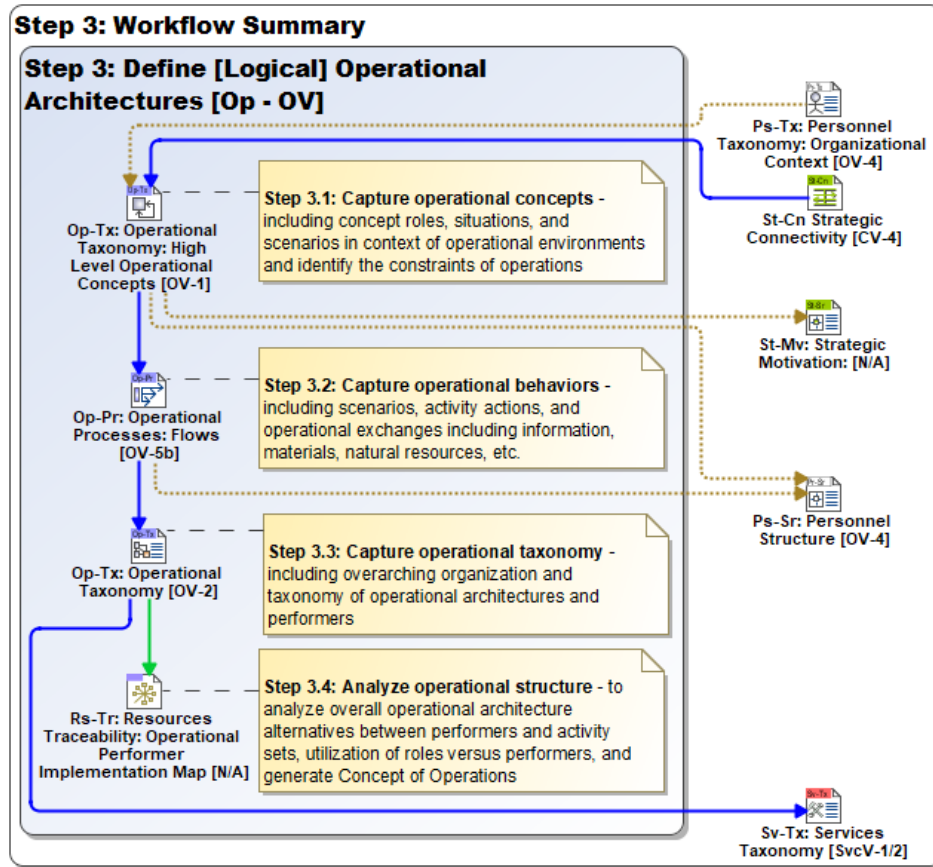 Step 3: Workflow Summary
Step 3: Define [Logical] Operational
Architectures [Op - OV]
Pr-Tx
Ps-Tx: Personnel
Taxonomy: Organizational
Context [OV-4]
St-Cn
St-Cn Strategic
Connectivity [CV-4]
Op-Tx
Op-Tx: Operational
Taxonomy: High
Level Operational
Concepts [OV-1]
Step 3.1: Capture operational concepts -
including concept roles, situations, and
scenarios in context of operational environments
and identify the constraints of operations
St-Sr
St-Mv: Strategic
Motivation: [N/A]
Op-Pr
Op-Pr: Operational
Processes: Flows
[OV-5b]
Step 3.2: Capture operational behaviors -
including scenarios, activity actions, and
operational exchanges including information,
materials, natural resources, etc.
Pr-Sr
Ps-Sr: Personnel
Structure [OV-4]
Op-Tx
Op-Tx: Operational
Taxonomy [OV-2]
Step 3.3: Capture operational taxonomy -
including overarching organization and
taxonomy of operational architectures and
performers
Rs-Tr: Resources
Traceability: Operational
Performer
Implementation Map [N/A]
Step 3.4: Analyze operational structure - to
analyze overall operational architecture
alternatives between performers and activity
sets, utilization of roles versus performers, and
generate Concept of Operations
Sv-Tx
Sv-Tx: Services
Taxonomy [SvcV-1/2]